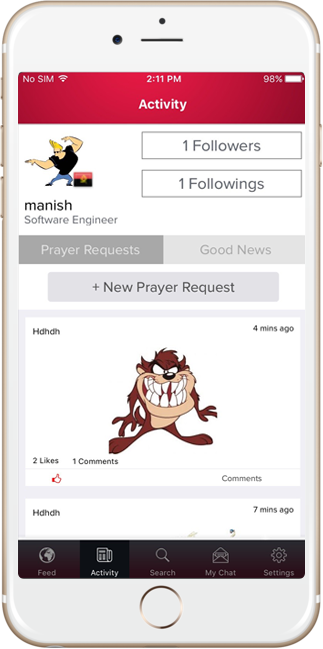 No SIM 2:11 PM 98%
Activity
1 Followers
1 Followings
manish
Software Engineer
Prayer Requests Good News
+ New Prayer Request
Hdhdh 4 mins ago
2 Likes 1 Comments
Comments
Hdhdh 7 mins ago
Feed Activity Search My Chat Settings